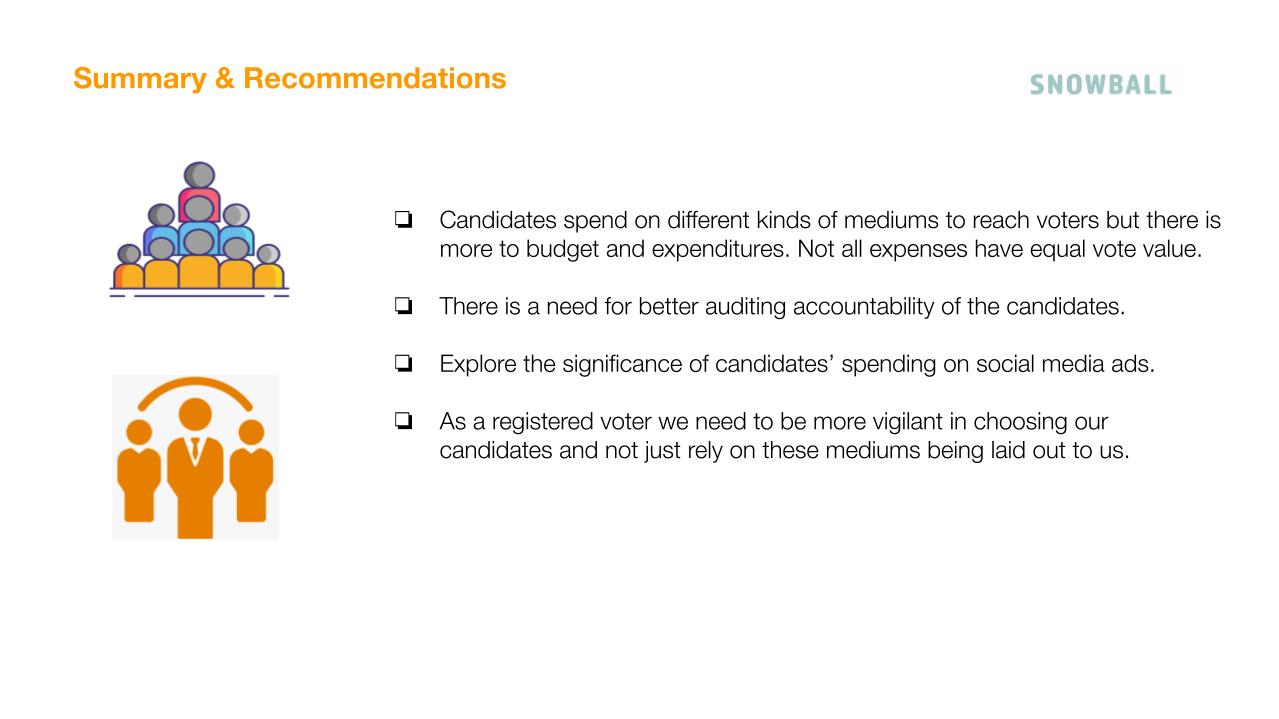 Summary & Recommendations
SNOWBALL
❏ Candidates spend on different kinds of mediums to reach voters but there is
more to budget and expenditures. Not all expenses have equal vote value.
❏ There is a need for better auditing accountability of the candidates.
❏ Explore the significance of candidates’ spending on social media ads.
❏ As a registered voter we need to be more vigilant in choosing our
candidates and not just rely on these mediums being laid out to us.